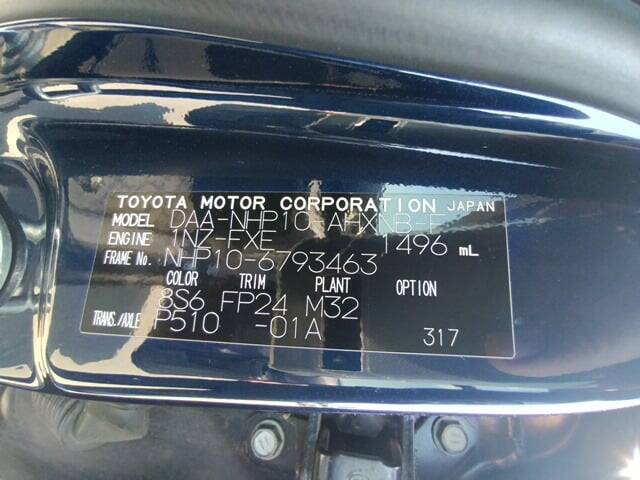 TOYOTA MOTOR CORPORATION JAPAN
MODEL DAA-NHP10-AHXNB-E
ENGINE 1NZ-FXE 1496 mL
FRAME No. NHP10-6793463
COLOR TRIM PLANT OPTION
8S6 FP24 M32
TRANS./AXLE P510 -01A
317